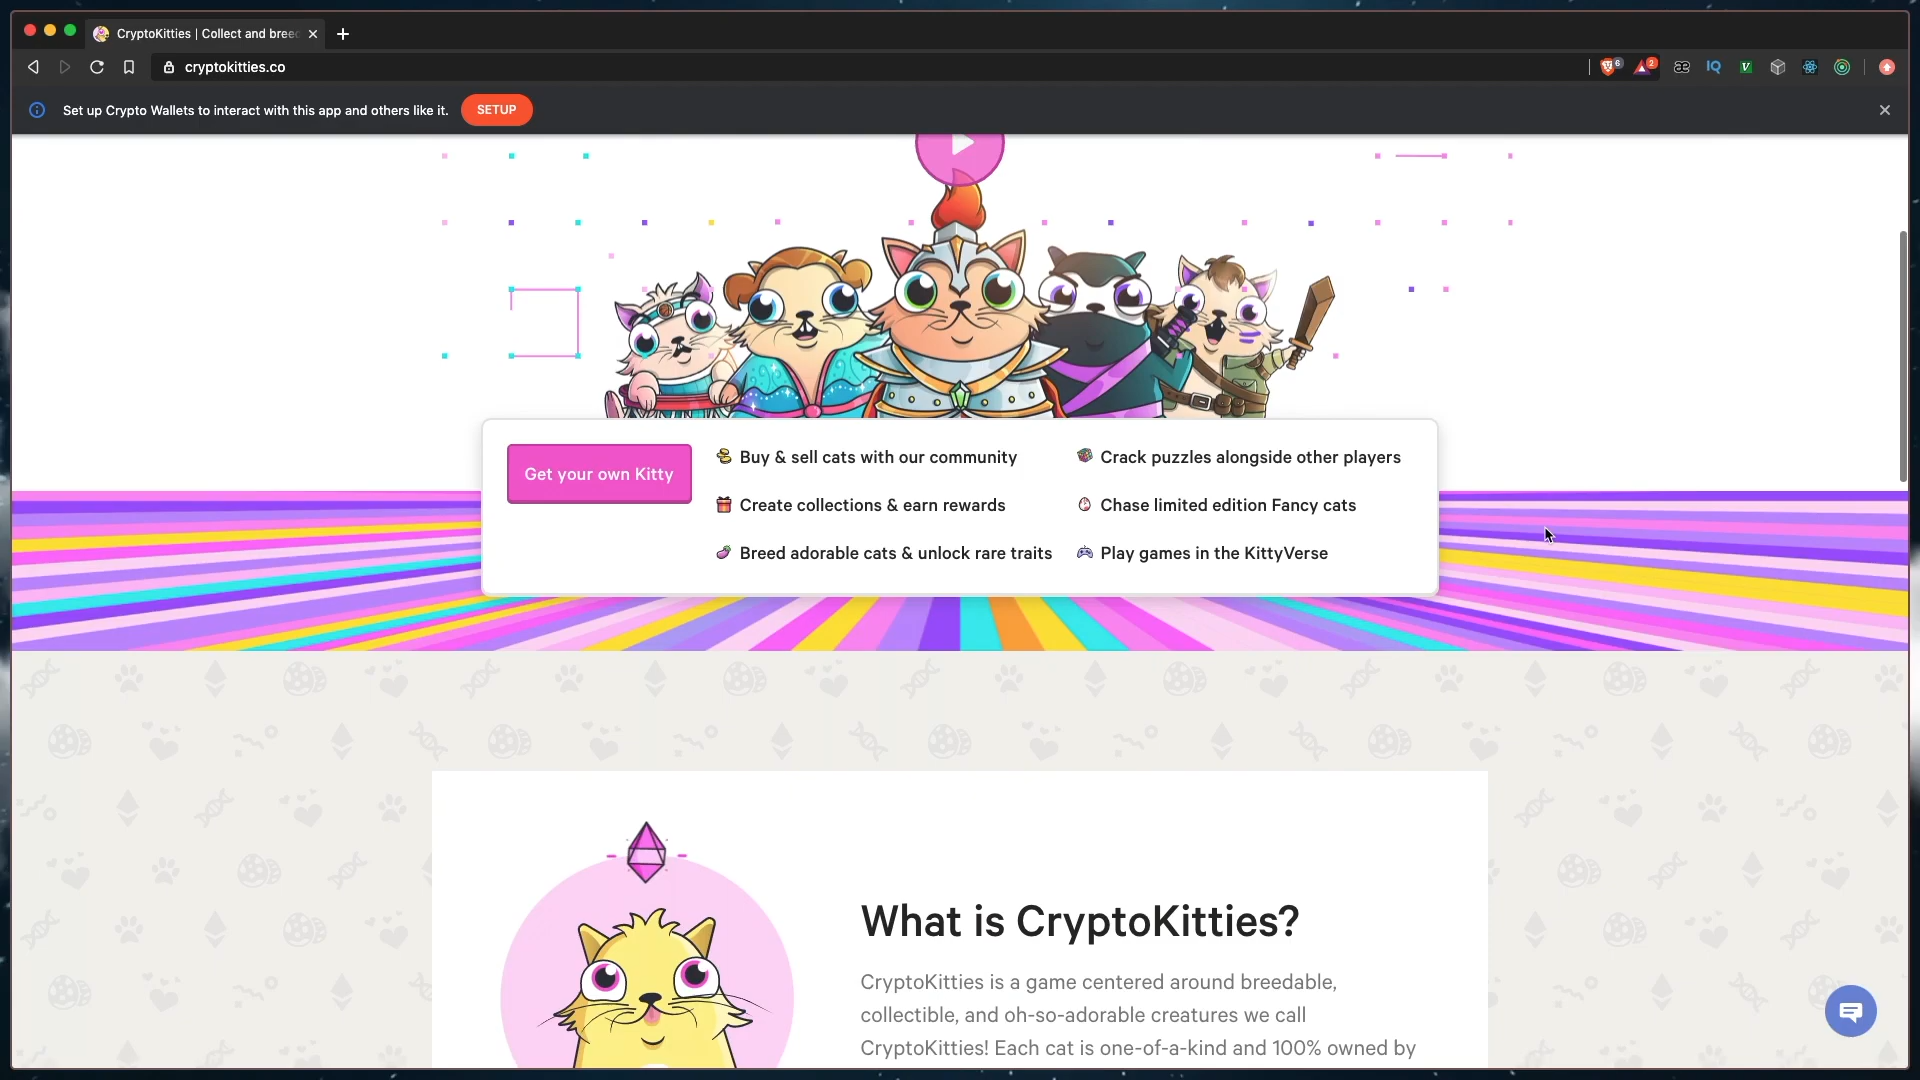 CryptoKitties | Collect and breed
cryptokitties.co
6
2
æ
IQ
V
Set up Crypto Wallets to interact with this app and others like it.
SETUP
Get your own Kitty
Buy & sell cats with our community
Crack puzzles alongside other players
Create collections & earn rewards
Chase limited edition Fancy cats
Breed adorable cats & unlock rare traits
Play games in the KittyVerse
What is CryptoKitties?
CryptoKitties is a game centered around breedable,
collectible, and oh-so-adorable creatures we call
CryptoKitties! Each cat is one-of-a-kind and 100% owned by